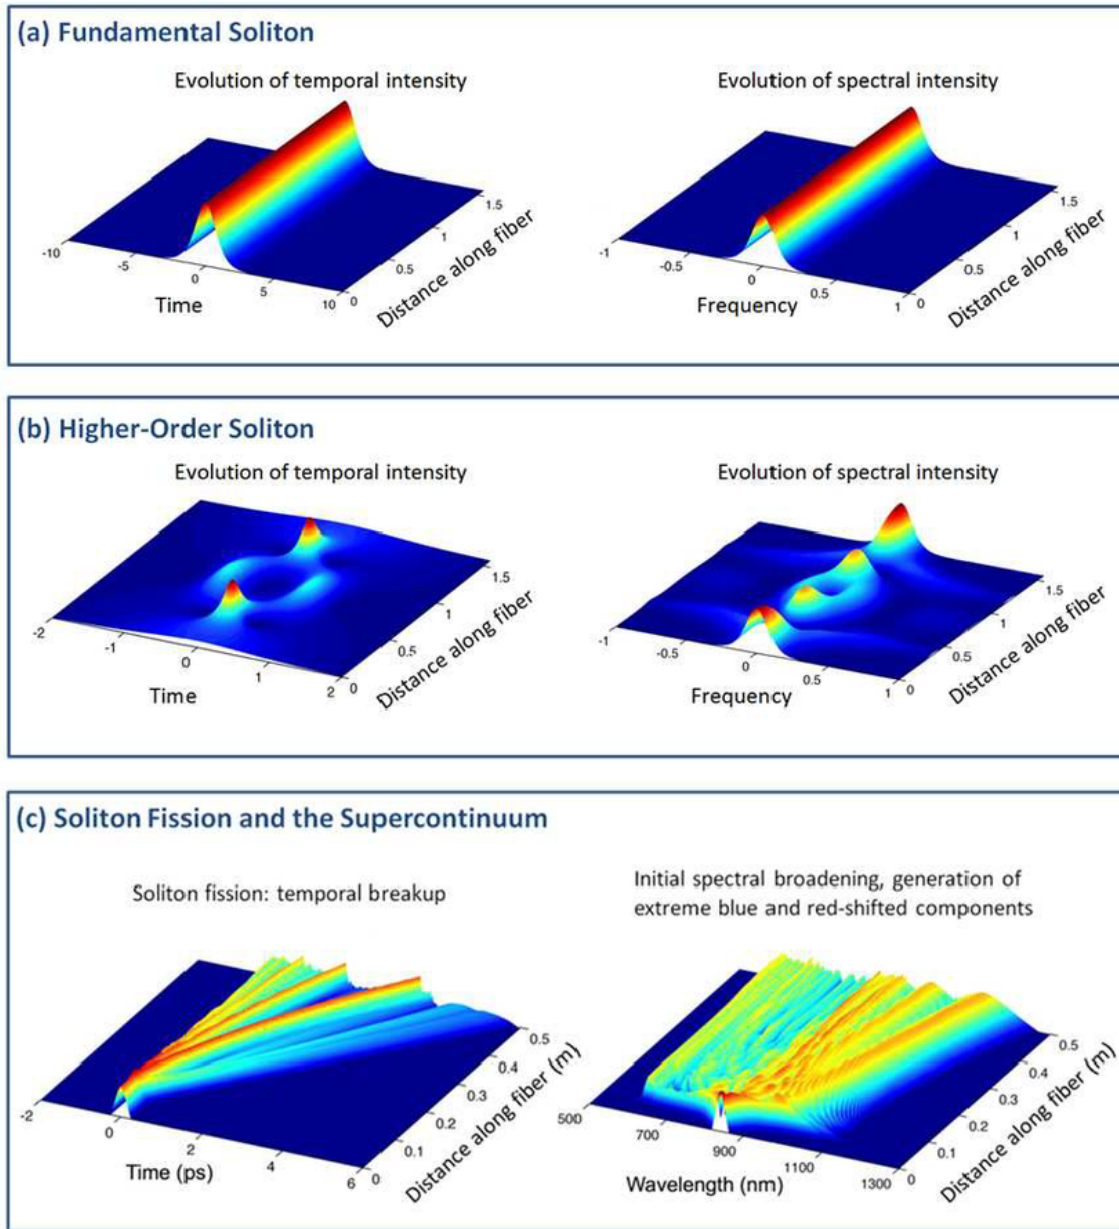 (a) Fundamental Soliton
Evolution of temporal intensity
Evolution of spectral intensity
-10
-5
0
5
10
Time
0
0.5
1
1.5
Distance along fiber
-1
-0.5
0
0.5
1
Frequency
0
0.5
1
1.5
Distance along fiber
(b) Higher-Order Soliton
Evolution of temporal intensity
Evolution of spectral intensity
-2
-1
0
1
2
Time
0
0.5
1
1.5
Distance along fiber
-1
-0.5
0
0.5
1
Frequency
0
0.5
1
1.5
Distance along fiber
(c) Soliton Fission and the Supercontinuum
Soliton fission: temporal breakup
Initial spectral broadening, generation of
extreme blue and red-shifted components
-2
0
2
4
6
Time (ps)
0
0.1
0.2
0.3
0.4
0.5
Distance along fiber (m)
500
700
900
1100
1300
Wavelength (nm)
0
0.1
0.2
0.3
0.4
0.5
Distance along fiber (m)